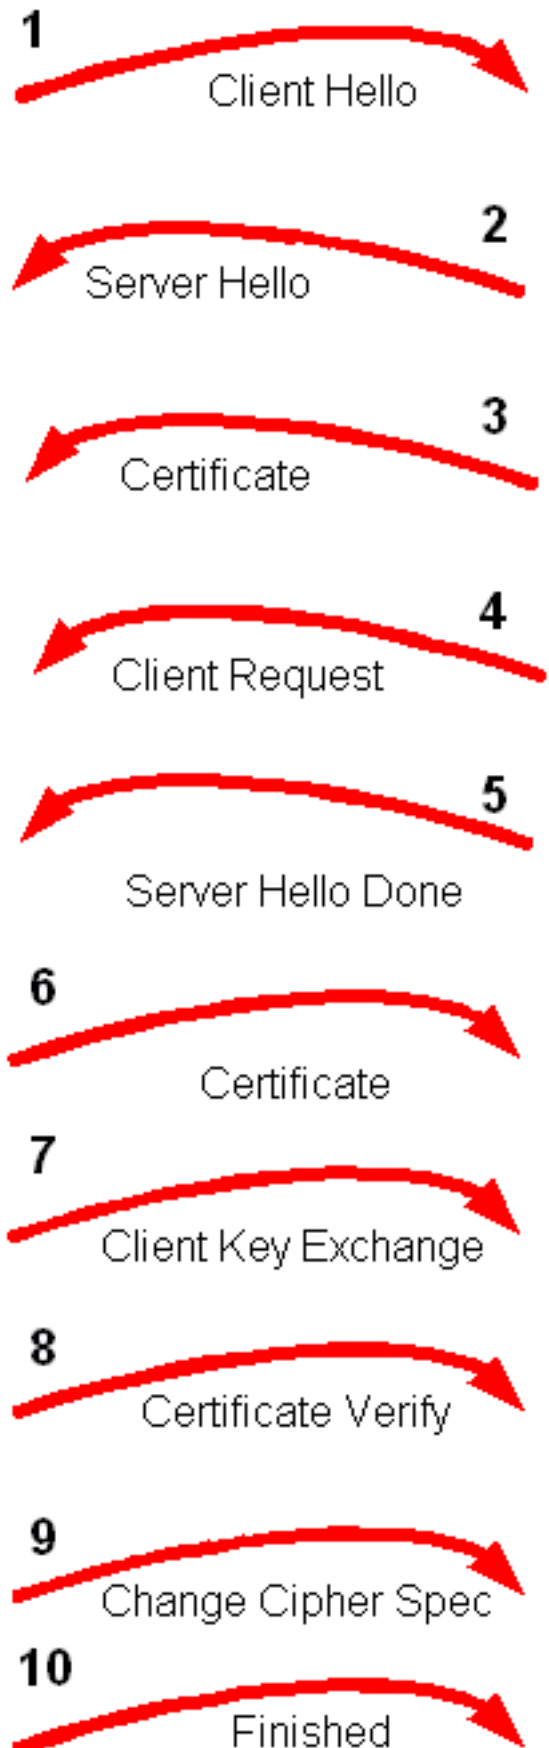 1
Client Hello
2
Server Hello
3
Certificate
4
Client Request
5
Server Hello Done
6
Certificate
7
Client Key Exchange
8
Certificate Verify
9
Change Cipher Spec
10
Finished